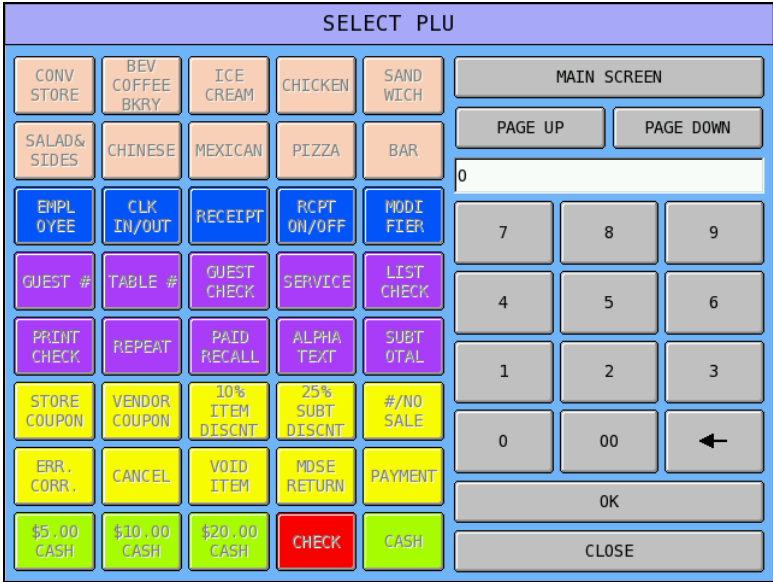 SELECT PLU
CONV
STORE
BEV
COFFEE
BKRY
ICE
CREAM
CHICKEN
SAND
WICH
SALAD&
SIDES
CHINESE
MEXICAN
PIZZA
BAR
EMPL
OYEE
CLK
IN/OUT
RECEIPT
RCPT
ON/OFF
MODI
FIER
GUEST #
TABLE #
GUEST
CHECK
SERVICE
LIST
CHECK
PRINT
CHECK
REPEAT
PAID
RECALL
ALPHA
TEXT
SUBT
OTAL
STORE
COUPON
VENDOR
COUPON
10%
ITEM
DISCNT
25%
SUBT
DISCNT
#/NO
SALE
ERR.
CORR.
CANCEL
VOID
ITEM
MDSE
RETURN
PAYMENT
$5.00
CASH
$10.00
CASH
$20.00
CASH
CHECK
CASH
MAIN SCREEN
PAGE UP
PAGE DOWN
0
7
8
9
4
5
6
1
2
3
0
00
OK
CLOSE